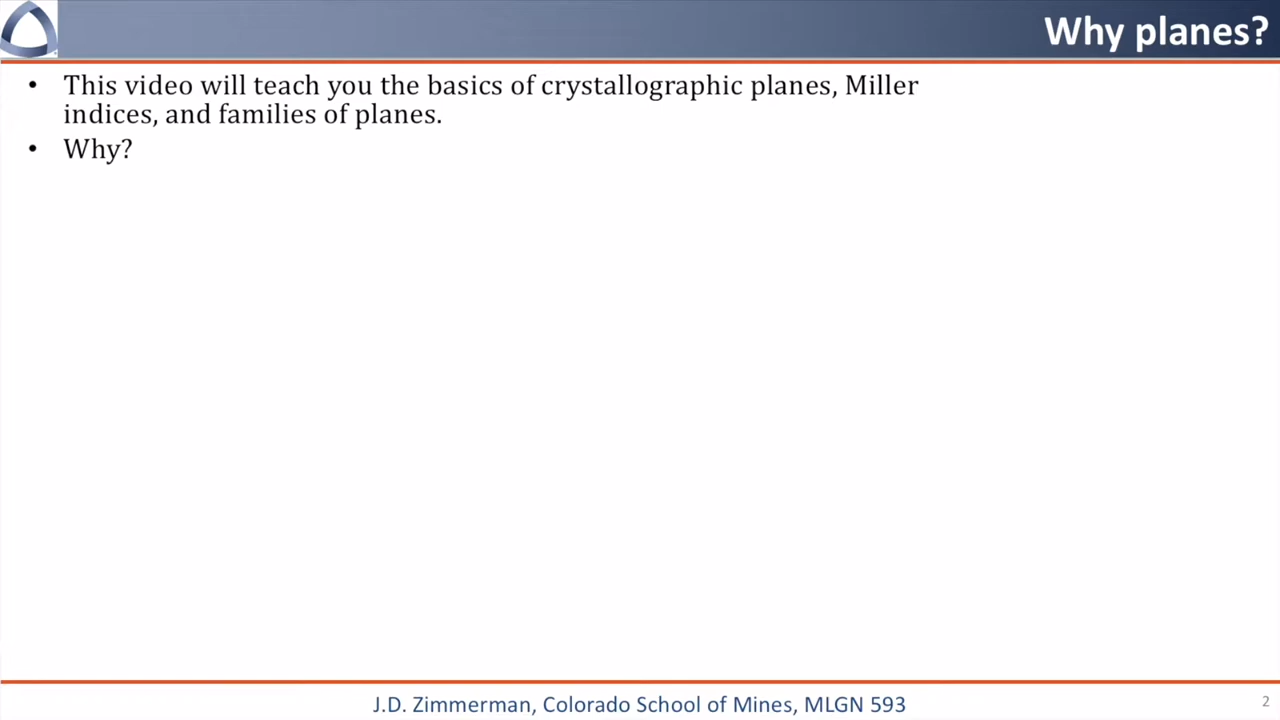 Why planes?
• This video will teach you the basics of crystallographic planes, Miller
indices, and families of planes.
• Why?
J.D. Zimmerman, Colorado School of Mines, MLGN 593
2